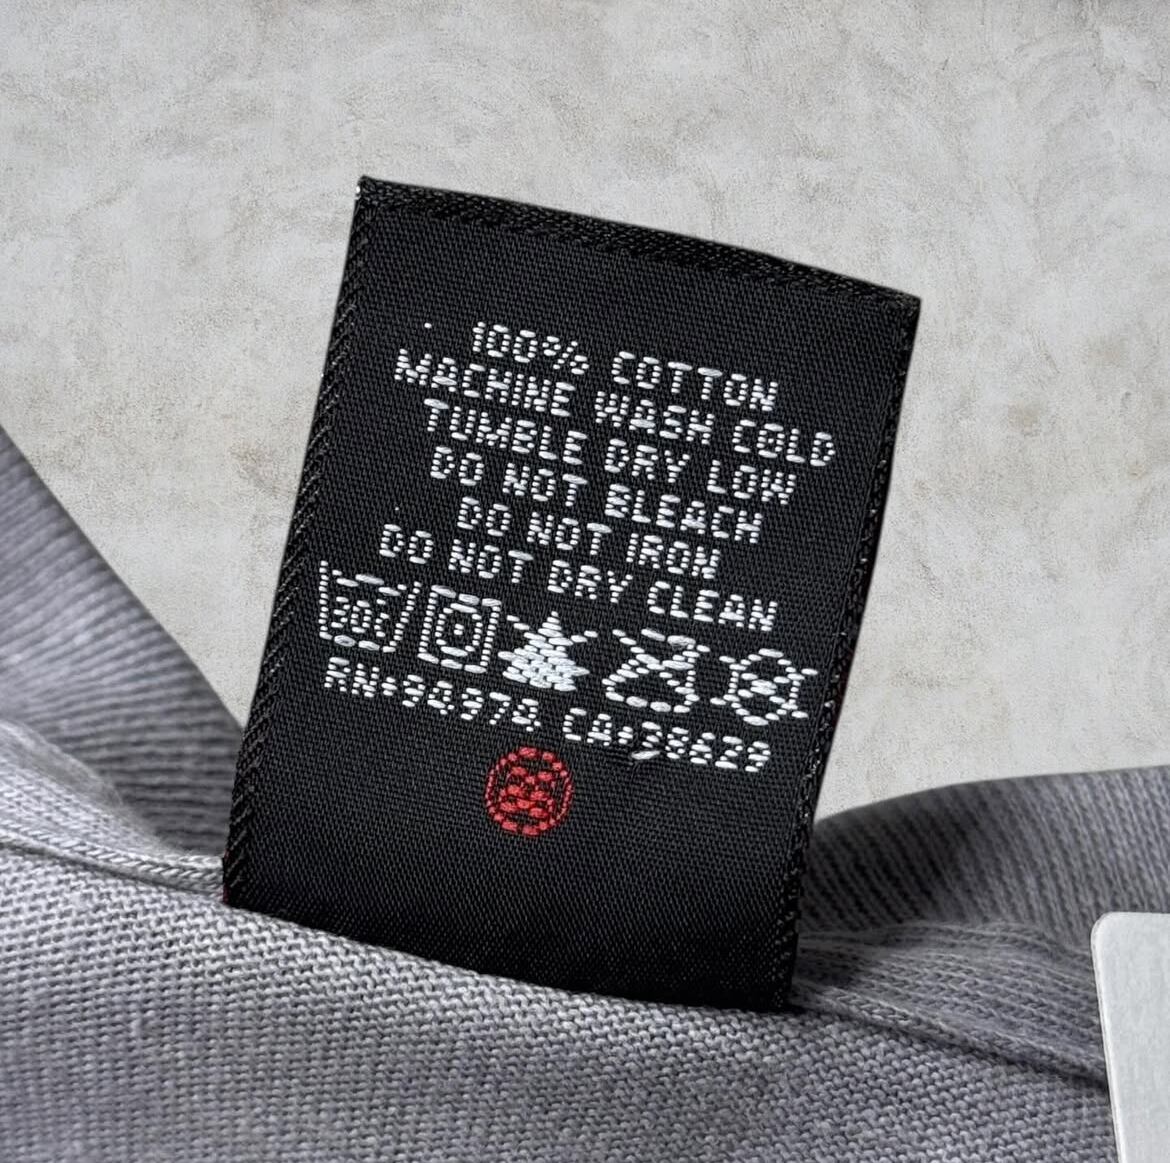 100% COTTON
MACHINE WASH COLD
TUMBLE DRY LOW
DO NOT BLEACH
DO NOT IRON
DO NOT DRY CLEAN
RN*94974 CA*38629